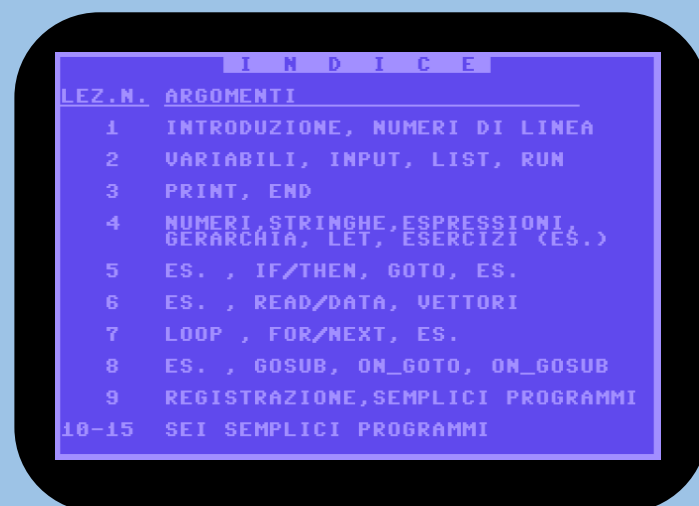 I N D I C E
LEZ.N. ARGOMENTI
1 INTRODUZIONE, NUMERI DI LINEA
2 VARIABILI, INPUT, LIST, RUN
3 PRINT, END
4 NUMERI,STRINGHE,ESPRESSIONI,
GERARCHIA, LET, ESERCIZI (ES.)
5 ES. , IF/THEN, GOTO, ES.
6 ES. , READ/DATA, VETTORI
7 LOOP , FOR/NEXT, ES.
8 ES. , GOSUB, ON_GOTO, ON_GOSUB
9 REGISTRAZIONE,SEMPLICI PROGRAMMI
10-15 SEI SEMPLICI PROGRAMMI